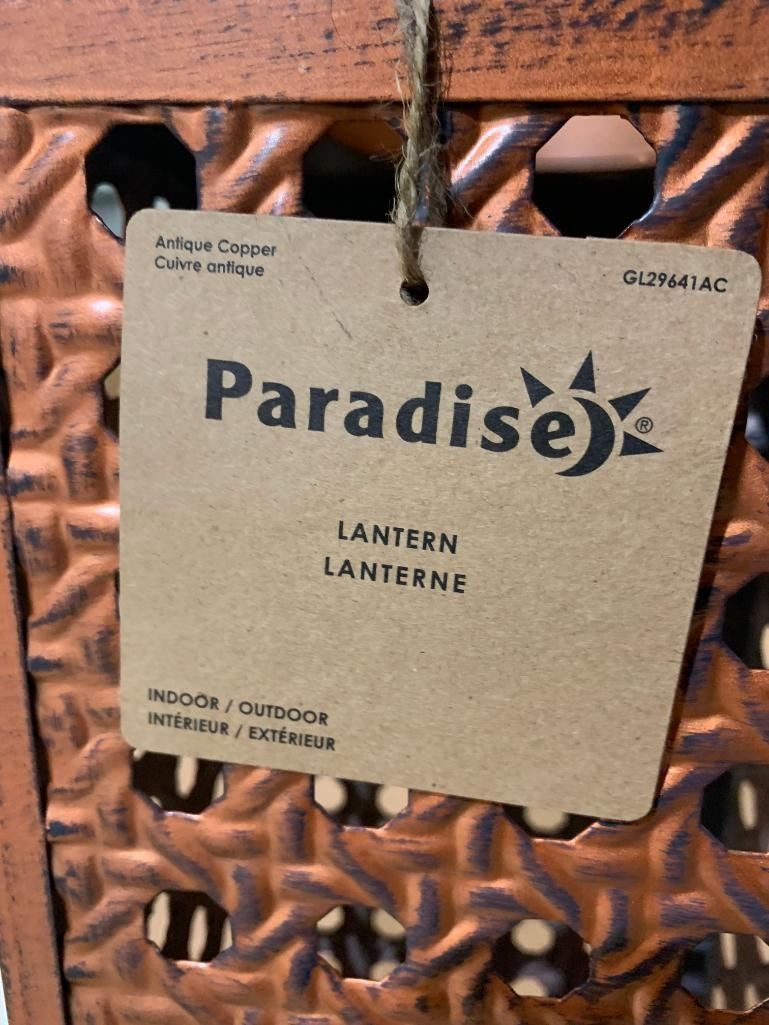 Antique Copper
Cuivre antique
GL29641AC
Paradise®
LANTERN
LANTERNE
INDOOR / OUTDOOR
INTÉRIEUR / EXTÉRIEUR